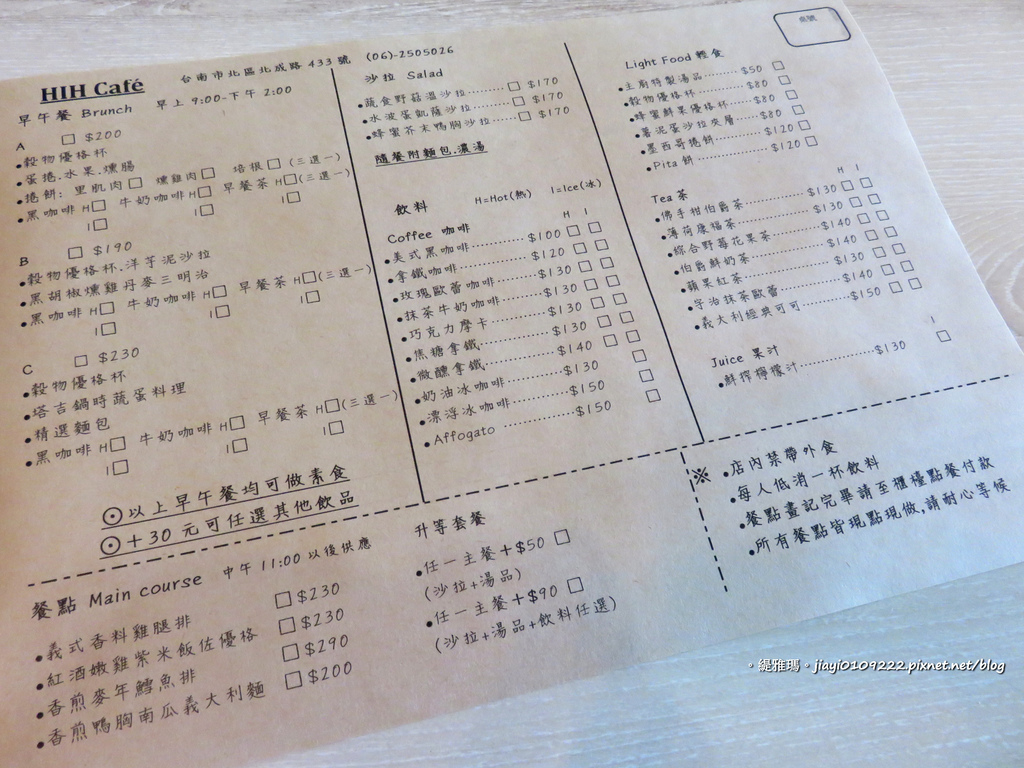 HIH Café
台南市北區北成路 433 號 (06)-2505026
桌號
早午餐 Brunch 早上 9:00-下午 2:00
A □ $200
•穀物優格杯
•蛋捲.水果.燻腸
•捲餅: 里肌肉□ 燻雞肉□ 培根□(三選一)
•黑咖啡 H□ 牛奶咖啡 H□ 早餐茶 H□(三選一)
I□ I□ I□
B □ $190
•穀物優格杯.洋芋泥沙拉
•黑胡椒燻雞丹麥三明治
•黑咖啡 H□ 牛奶咖啡 H□ 早餐茶 H□(三選一)
I□ I□ I□
C □ $230
•穀物優格杯
•塔吉鍋時蔬蛋料理
•精選麵包
•黑咖啡 H□ 牛奶咖啡 H□ 早餐茶 H□(三選一)
I□ I□ I□
⊙以上早午餐均可做素食
⊙+30 元可任選其他飲品
沙拉 Salad
•蔬食野菇溫沙拉………□ $170
•水波蛋凱薩沙拉………□ $170
•蜂蜜芥末鴨胸沙拉……□ $170
隨餐附麵包.濃湯
飲料 H=Hot(熱) I=Ice(冰)
Coffee 咖啡 H I
•美式黑咖啡…………$100□ □
•拿鐵咖啡……………$120□ □
•玫瑰歐蕾咖啡………$130□ □
•抹茶牛奶咖啡………$130□ □
•巧克力摩卡…………$130□ □
•焦糖拿鐵……………$130□ □
•微醺拿鐵……………$140□ □
•奶油冰咖啡…………$130 □
•漂浮冰咖啡…………$150 □
•Affogato……………$150 □
Light Food 輕食
•主廚特製湯品………$50 □
•穀物優格杯…………$80 □
•蜂蜜鮮果優格杯……$80 □
•薯泥蛋沙拉夾層……$80 □
•墨西哥捲餅…………$120□
•Pita 餅………………$120 □
Tea 茶 H I
•佛手柑伯爵茶………$130□ □
•薄荷康福茶…………$130□ □
•綜合野莓花果茶……$140□ □
•伯爵鮮奶茶…………$140□ □
•蘋果紅茶……………$130□ □
•宇治抹茶歐蕾………$140□ □
•義大利經典可可……$150□ □
Juice 果汁 I
•鮮搾檸檬汁…………$130 □
餐點 Main course 中午 11:00 以後供應
•義式香料雞腿排 □$230
•紅酒嫩雞紫米飯佐優格 □$230
•香煎麥年鱈魚排 □$290
•香煎鴨胸南瓜義大利麵 □$200
升等套餐
•任一主餐+$50 □
(沙拉+湯品)
•任一主餐+$90 □
(沙拉+湯品+飲料任選)
※ •店內禁帶外食
•每人低消一杯飲料
•餐點畫記完畢請至櫃檯點餐付款
•所有餐點皆現點現做,請耐心等候
。緹雅瑪。jiayi0109222.pixnet.net/blog